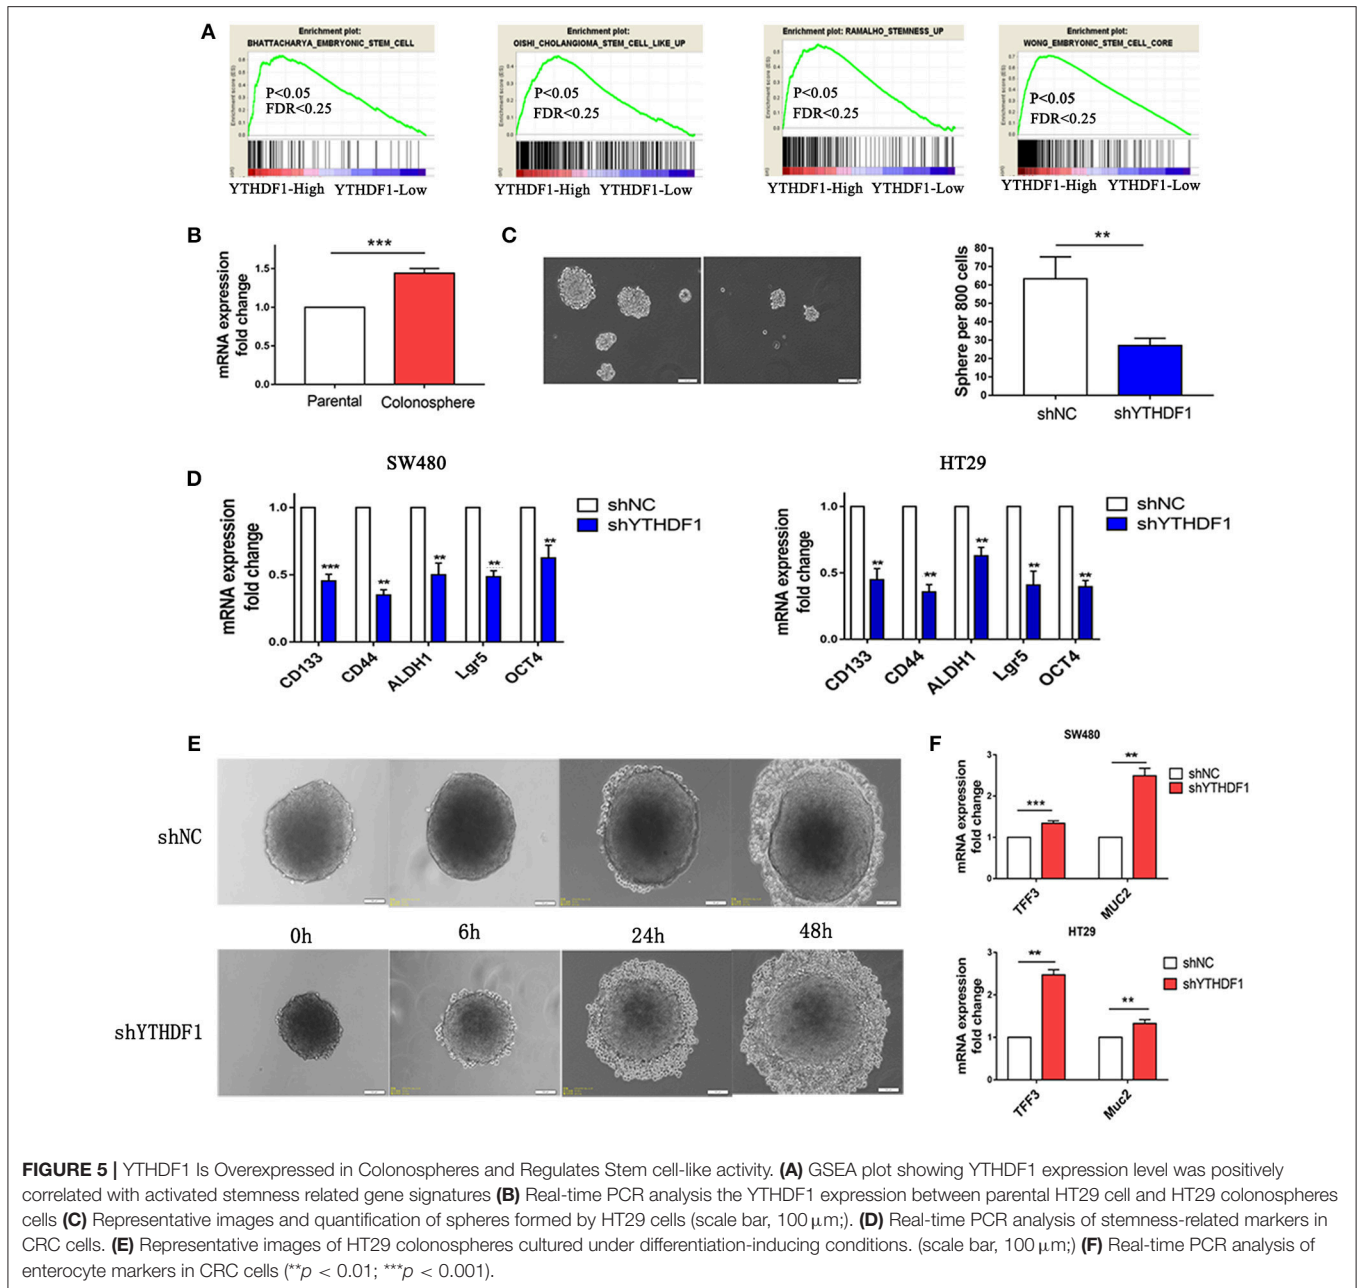 A
Enrichment plot:
BHATTACHARYA_EMBRYONIC_STEM_CELL
Enrichment score (ES)
P<0.05
FDR<0.25
YTHDF1-High YTHDF1-Low
Enrichment plot:
OISHI_CHOLANGIOMA_STEM_CELL_LIKE_UP
Enrichment score (ES)
P<0.05
FDR<0.25
YTHDF1-High YTHDF1-Low
Enrichment plot: RAMALHO_STEMNESS_UP
Enrichment score (ES)
P<0.05
FDR<0.25
YTHDF1-High YTHDF1-Low
Enrichment plot:
WONG_EMBRYONIC_STEM_CELL_CORE
Enrichment score (ES)
P<0.05
FDR<0.25
YTHDF1-High YTHDF1-Low
B
mRNA expression
fold change
1.5
1.0
0.5
0.0
***
Parental Colonosphere
C
Sphere per 800 cells
80
70
60
50
40
30
20
10
0
**
shNC shYTHDF1
D
SW480
mRNA expression
fold change
1.0
0.5
0.0
*** ** ** ** **
CD133 CD44 ALDH1 Lgr5 OCT4
shNC
shYTHDF1
HT29
mRNA expression
fold change
1.0
0.5
0.0
** ** ** ** **
CD133 CD44 ALDH1 Lgr5 OCT4
shNC
shYTHDF1
E
shNC
0h 6h 24h 48h
shYTHDF1
F
SW480
mRNA expression
fold change
3
2
1
0
*** **
TFF3 MUC2
shNC
shYTHDF1
HT29
mRNA expression
fold change
3
2
1
0
** **
TFF3 Muc2
shNC
shYTHDF1
FIGURE 5 | YTHDF1 Is Overexpressed in Colonospheres and Regulates Stem cell-like activity. (A) GSEA plot showing YTHDF1 expression level was positively
correlated with activated stemness related gene signatures (B) Real-time PCR analysis the YTHDF1 expression between parental HT29 cell and HT29 colonospheres
cells (C) Representative images and quantification of spheres formed by HT29 cells (scale bar, 100 μm;). (D) Real-time PCR analysis of stemness-related markers in
CRC cells. (E) Representative images of HT29 colonospheres cultured under differentiation-inducing conditions. (scale bar, 100 μm;) (F) Real-time PCR analysis of
enterocyte markers in CRC cells (**p < 0.01; ***p < 0.001).